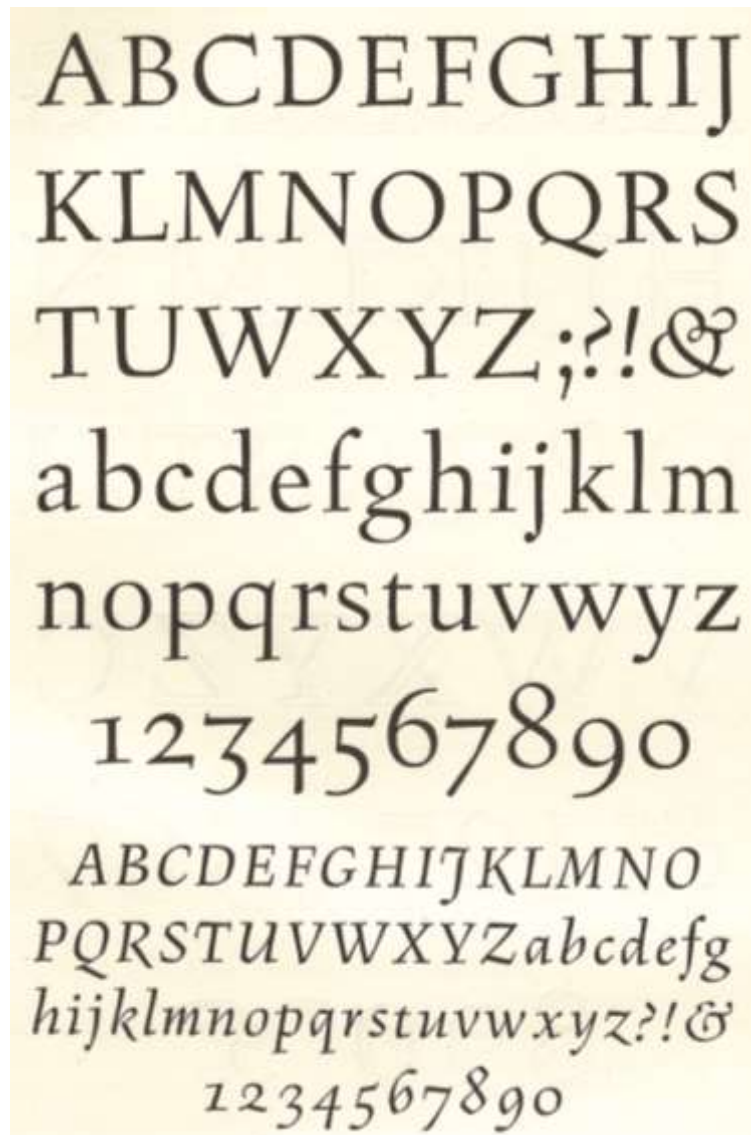 ABCDEFGHIJ
KLMNOPQRS
TUWXYZ;?!&
abcdefghijklm
nopqrstuvwyz
1234567890
ABCDEFGHIJKLMNO
PQRSTUVWXYZabcdefg
hijklmnopqrstuvwxyz?!&
1234567890